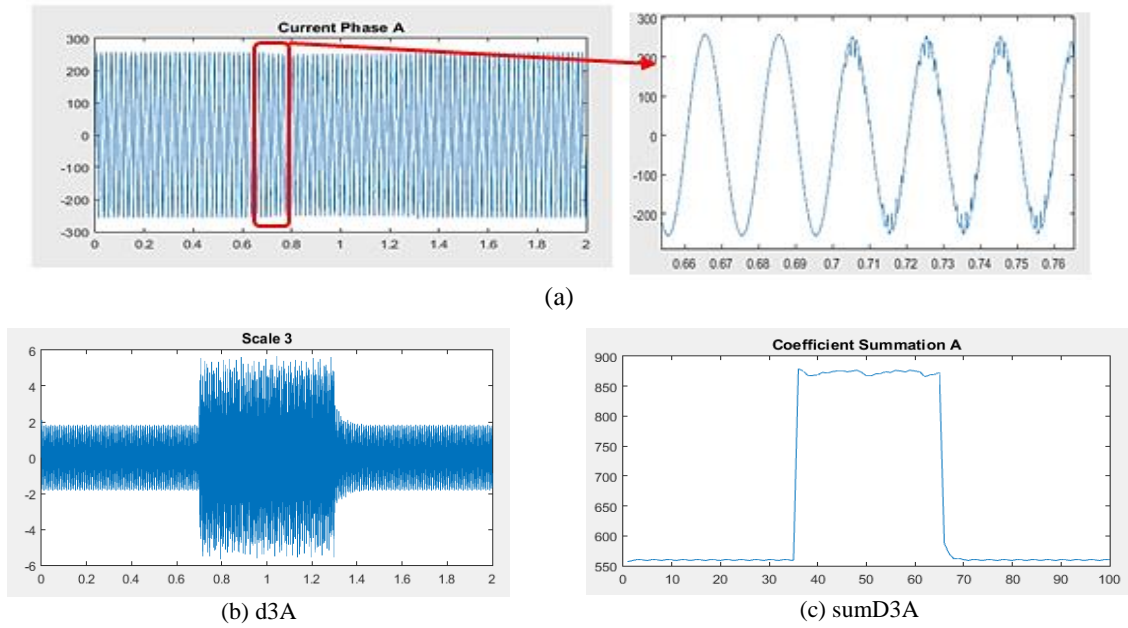 Current Phase A
300
200
100
0
-100
-200
-300
0 0.2 0.4 0.6 0.8 1 1.2 1.4 1.6 1.8 2
300
200
100
0
-100
-200
0.66 0.67 0.68 0.69 0.7 0.71 0.72 0.73 0.74 0.75 0.76
(a)
Scale 3
6
4
2
0
-2
-4
-6
0 0.2 0.4 0.6 0.8 1 1.2 1.4 1.6 1.8 2
(b) d3A
Coefficient Summation A
900
850
800
750
700
650
600
550
0 10 20 30 40 50 60 70 80 90 100
(c) sumD3A